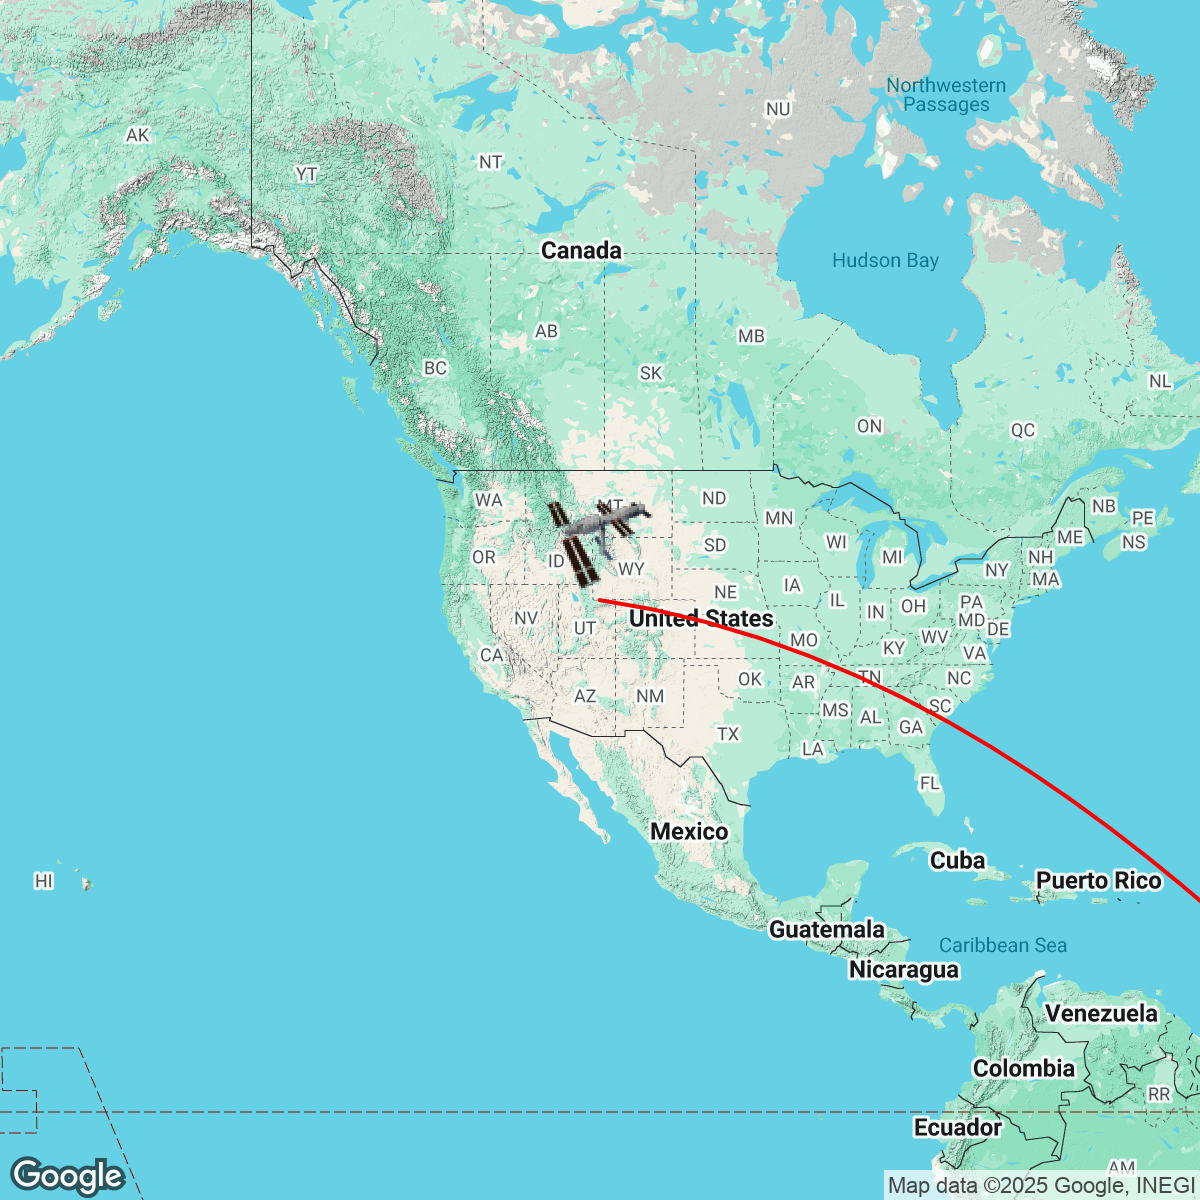 Northwestern
Passages
NU
AK
NT
YT
Canada
Hudson Bay
AB
MB
BC
SK
NL
ON
QC
WA
MT
ND
NB
MN
PE
ME
NS
OR
ID
WY
SD
WI
MI
NH
NY
MA
NE
IA
IL
IN
OH
PA
MD
DE
NV
UT
United States
MO
KY
WV
VA
CA
AZ
NM
OK
AR
TN
NC
MS
AL
SC
GA
TX
LA
FL
Mexico
HI
Cuba
Puerto Rico
Guatemala
Caribbean Sea
Nicaragua
Venezuela
Colombia
RR
Ecuador
AM
Google
Map data ©2025 Google, INEGI